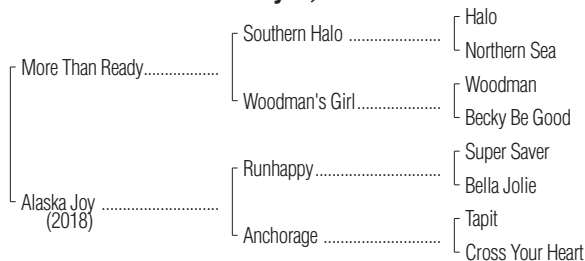 Halo
Southern Halo
Northern Sea
More Than Ready
Woodman
Woodman's Girl
Becky Be Good
Super Saver
Runhappy
Bella Jolie
Alaska Joy
(2018)
Tapit
Anchorage
Cross Your Heart